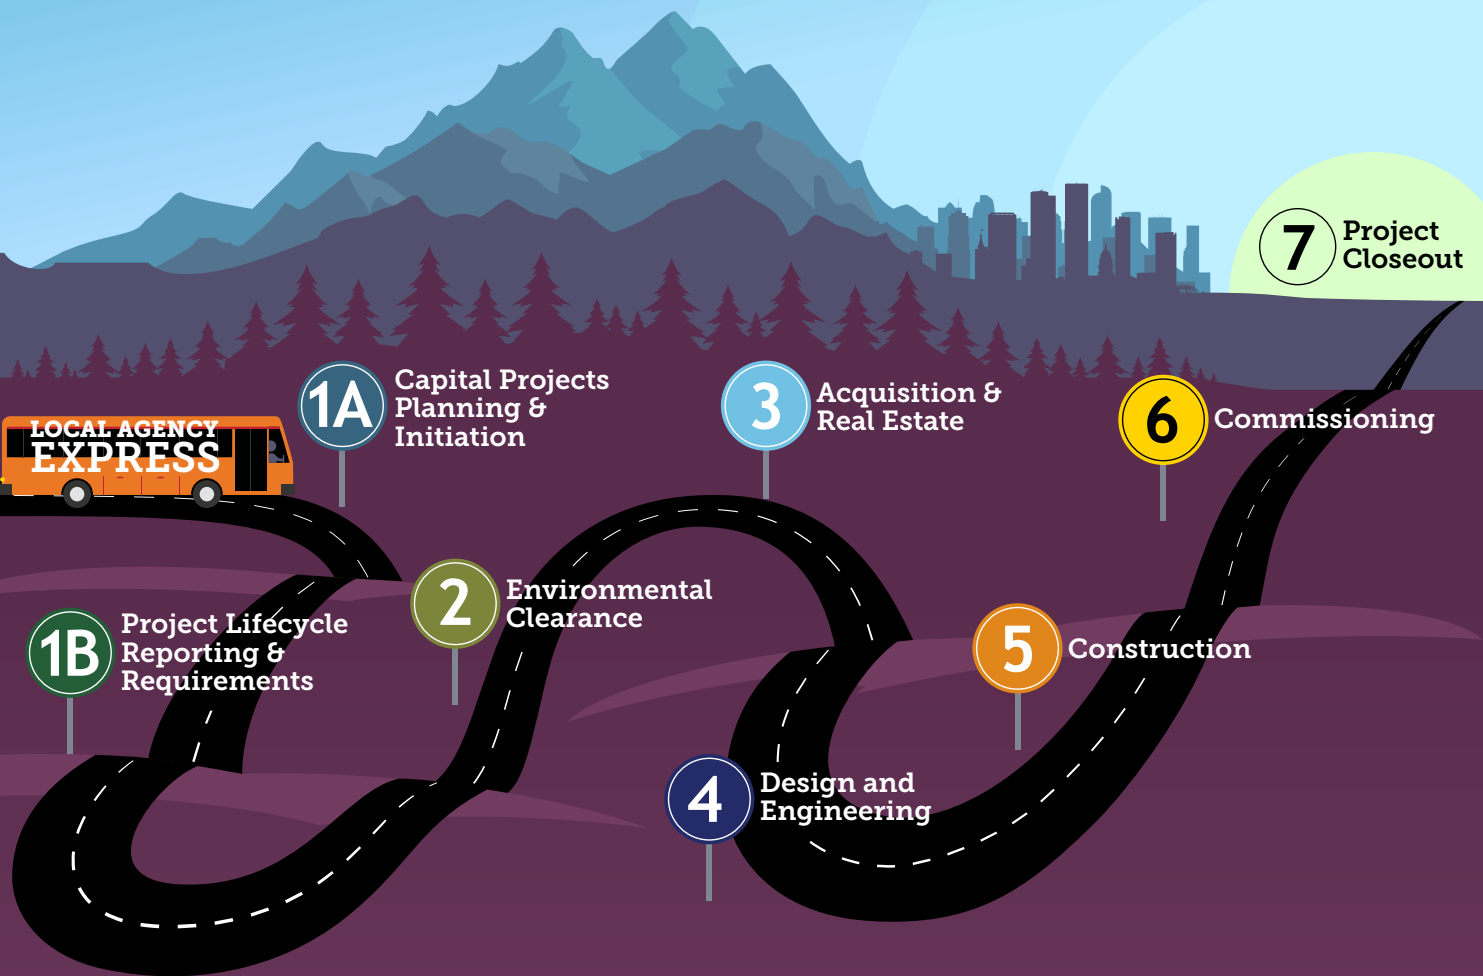 LOCAL AGENCY
EXPRESS
1A
Capital Projects
Planning &
Initiation
1B
Project Lifecycle
Reporting &
Requirements
2
Environmental
Clearance
3
Acquisition &
Real Estate
4
Design and
Engineering
5
Construction
6
Commissioning
7
Project
Closeout